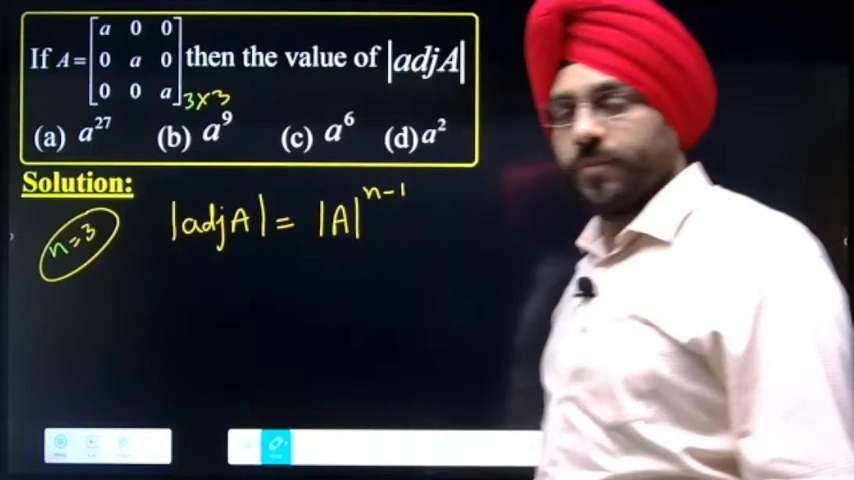 If A = [a 0 0
0 a 0
0 0 a] 3×3 then the value of |adjA|
(a) a^27 (b) a^9 (c) a^6 (d) a^2
Solution:
n=3
|adjA| = |A|^n-1